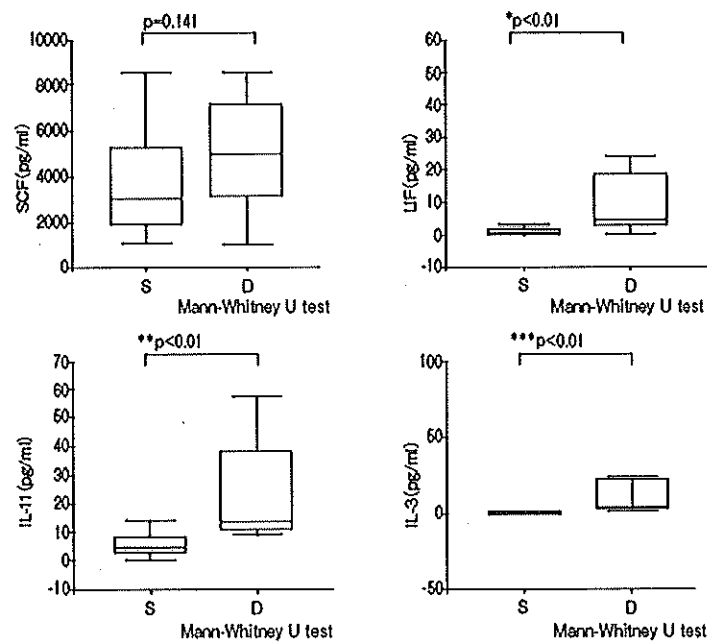 p=0.141
10000
8000
6000
4000
2000
0
SCF(pg/ml)
S
D
Mann-Whitney U test
*p<0.01
60
50
40
30
20
10
0
-10
LIF(pg/ml)
S
D
Mann-Whitney U test
**p<0.01
70
60
50
40
30
20
10
0
-10
IL-11(pg/ml)
S
D
Mann-Whitney U test
***p<0.01
100
50
0
-50
IL-3(pg/ml)
S
D
Mann-Whitney U test